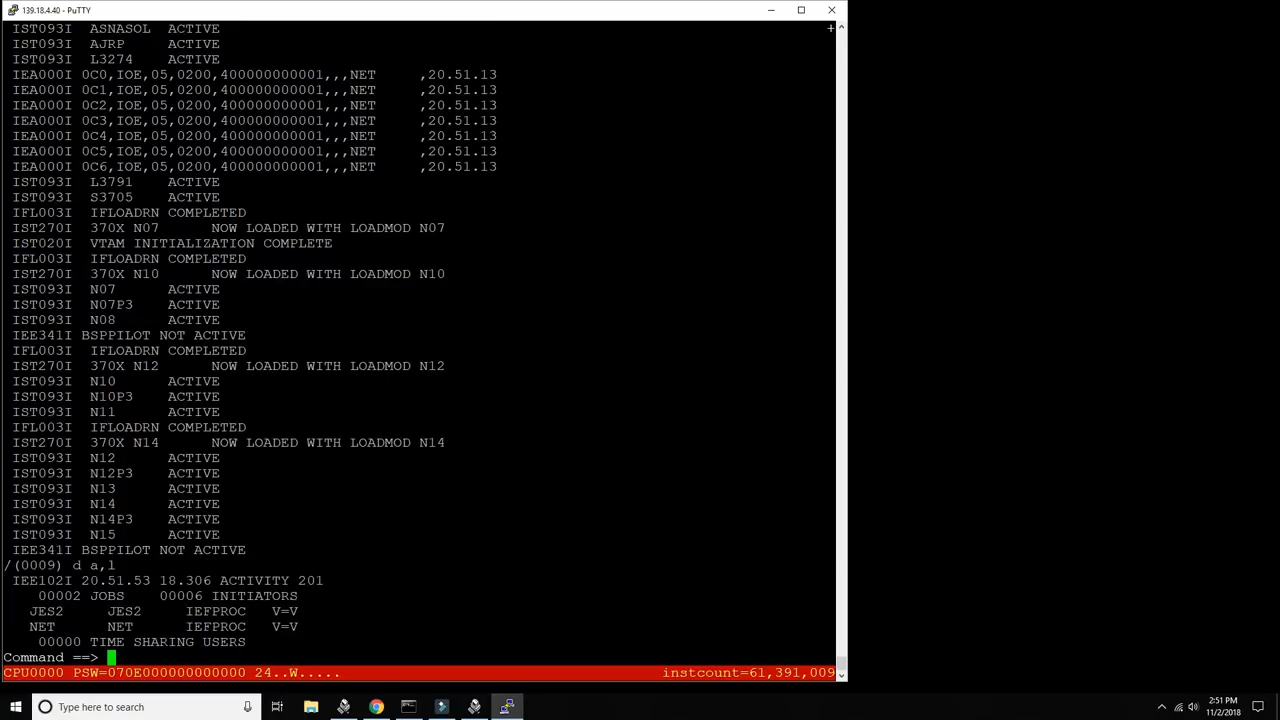 139.18.4.40 - PuTTY
IST093I  ASNASOL  ACTIVE                                                                       +
IST093I  AJRP     ACTIVE
IST093I  L3274    ACTIVE
IEA000I 0C0,IOE,05,0200,400000000001,,,NET     ,20.51.13
IEA000I 0C1,IOE,05,0200,400000000001,,,NET     ,20.51.13
IEA000I 0C2,IOE,05,0200,400000000001,,,NET     ,20.51.13
IEA000I 0C3,IOE,05,0200,400000000001,,,NET     ,20.51.13
IEA000I 0C4,IOE,05,0200,400000000001,,,NET     ,20.51.13
IEA000I 0C5,IOE,05,0200,400000000001,,,NET     ,20.51.13
IEA000I 0C6,IOE,05,0200,400000000001,,,NET     ,20.51.13
IST093I  L3791    ACTIVE
IST093I  S3705    ACTIVE
IFL003I  IFLOADRN COMPLETED
IST270I  370X N07      NOW LOADED WITH LOADMOD N07
IST020I  VTAM INITIALIZATION COMPLETE
IFL003I  IFLOADRN COMPLETED
IST270I  370X N10      NOW LOADED WITH LOADMOD N10
IST093I  N07      ACTIVE
IST093I  N07P3    ACTIVE
IST093I  N08      ACTIVE
IEE341I BSPPILOT NOT ACTIVE
IFL003I  IFLOADRN COMPLETED
IST270I  370X N12      NOW LOADED WITH LOADMOD N12
IST093I  N10      ACTIVE
IST093I  N10P3    ACTIVE
IST093I  N11      ACTIVE
IFL003I  IFLOADRN COMPLETED
IST270I  370X N14      NOW LOADED WITH LOADMOD N14
IST093I  N12      ACTIVE
IST093I  N12P3    ACTIVE
IST093I  N13      ACTIVE
IST093I  N14      ACTIVE
IST093I  N14P3    ACTIVE
IST093I  N15      ACTIVE
IEE341I BSPPILOT NOT ACTIVE
/(0009) d a,l
IEE102I 20.51.53 18.306 ACTIVITY 201
00002 JOBS    00006 INITIATORS
JES2     JES2     IEFPROC   V=V
NET      NET      IEFPROC   V=V
00000 TIME SHARING USERS
Command ==>
CPU0000 PSW=070E000000000000 24..W.....                                      instcount=61,391,009
Type here to search
2:51 PM
11/2/2018